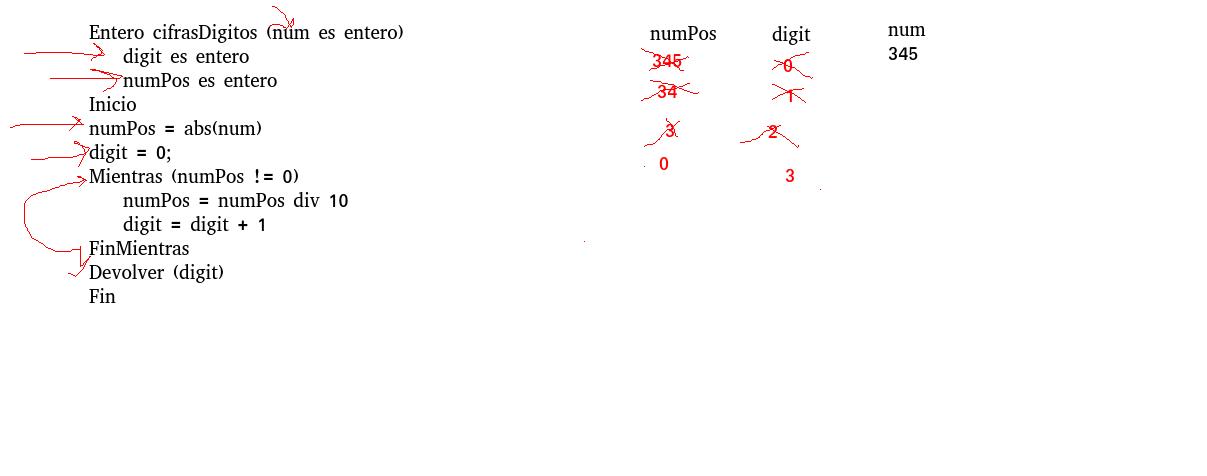 Entero cifrasDigitos (num es entero)
digit es entero
numPos es entero
Inicio
numPos = abs(num)
digit = 0;
Mientras (numPos != 0)
numPos = numPos div 10
digit = digit + 1
FinMientras
Devolver (digit)
Fin
numPos digit num
345 0 345
34 1
3 2
0 3